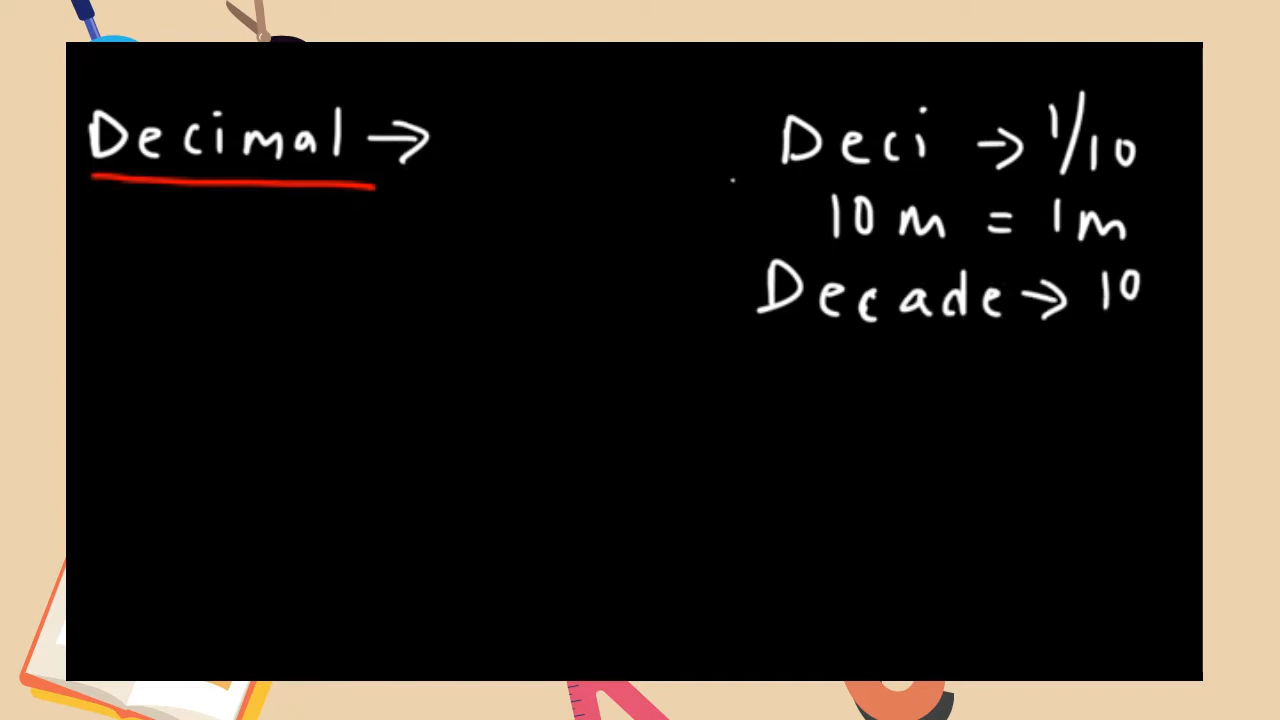 Decimal →
Deci → 1/10
10 m = 1 m
Decade → 10